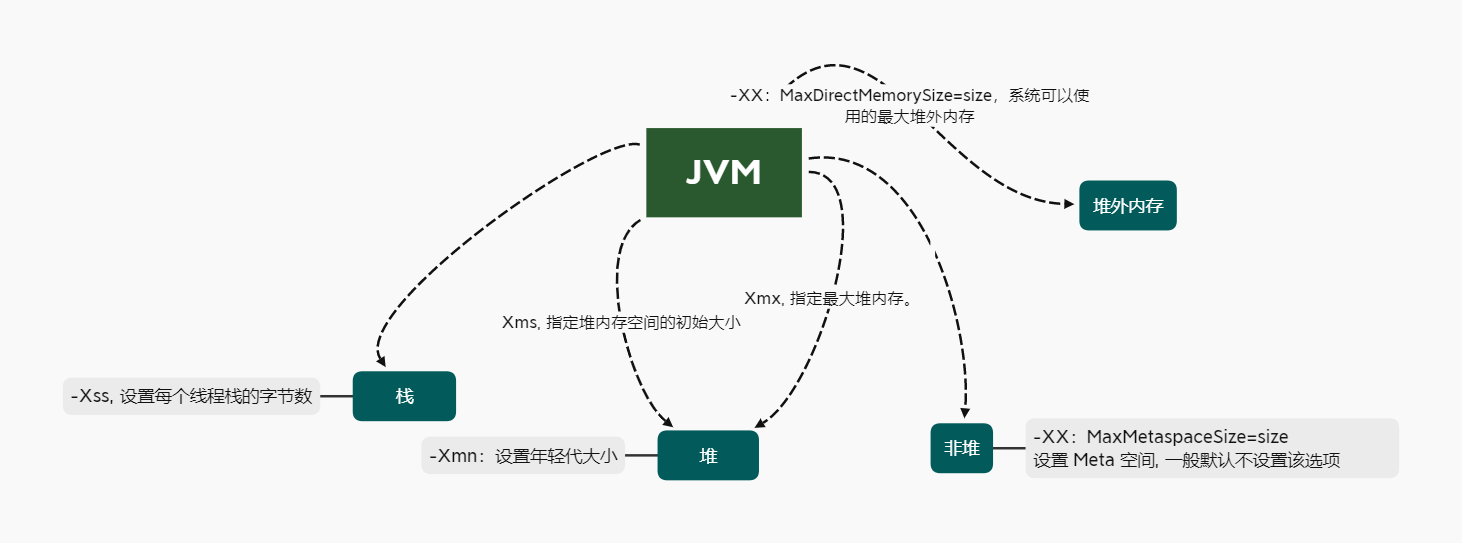 -XX：MaxDirectMemorySize=size，系统可以使
用的最大堆外内存
JVM
堆外内存
Xmx, 指定最大堆内存。
Xms, 指定堆内存空间的初始大小
-Xss, 设置每个线程栈的字节数
栈
-Xmn：设置年轻代大小
堆
非堆
-XX：MaxMetaspaceSize=size
设置 Meta 空间, 一般默认不设置该选项